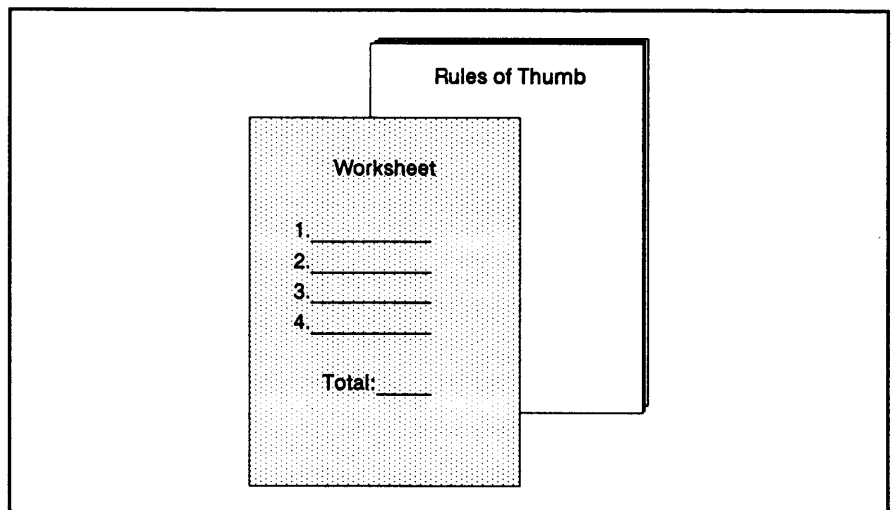 Rules of Thumb
Worksheet
1.
2.
3.
4.
Total: